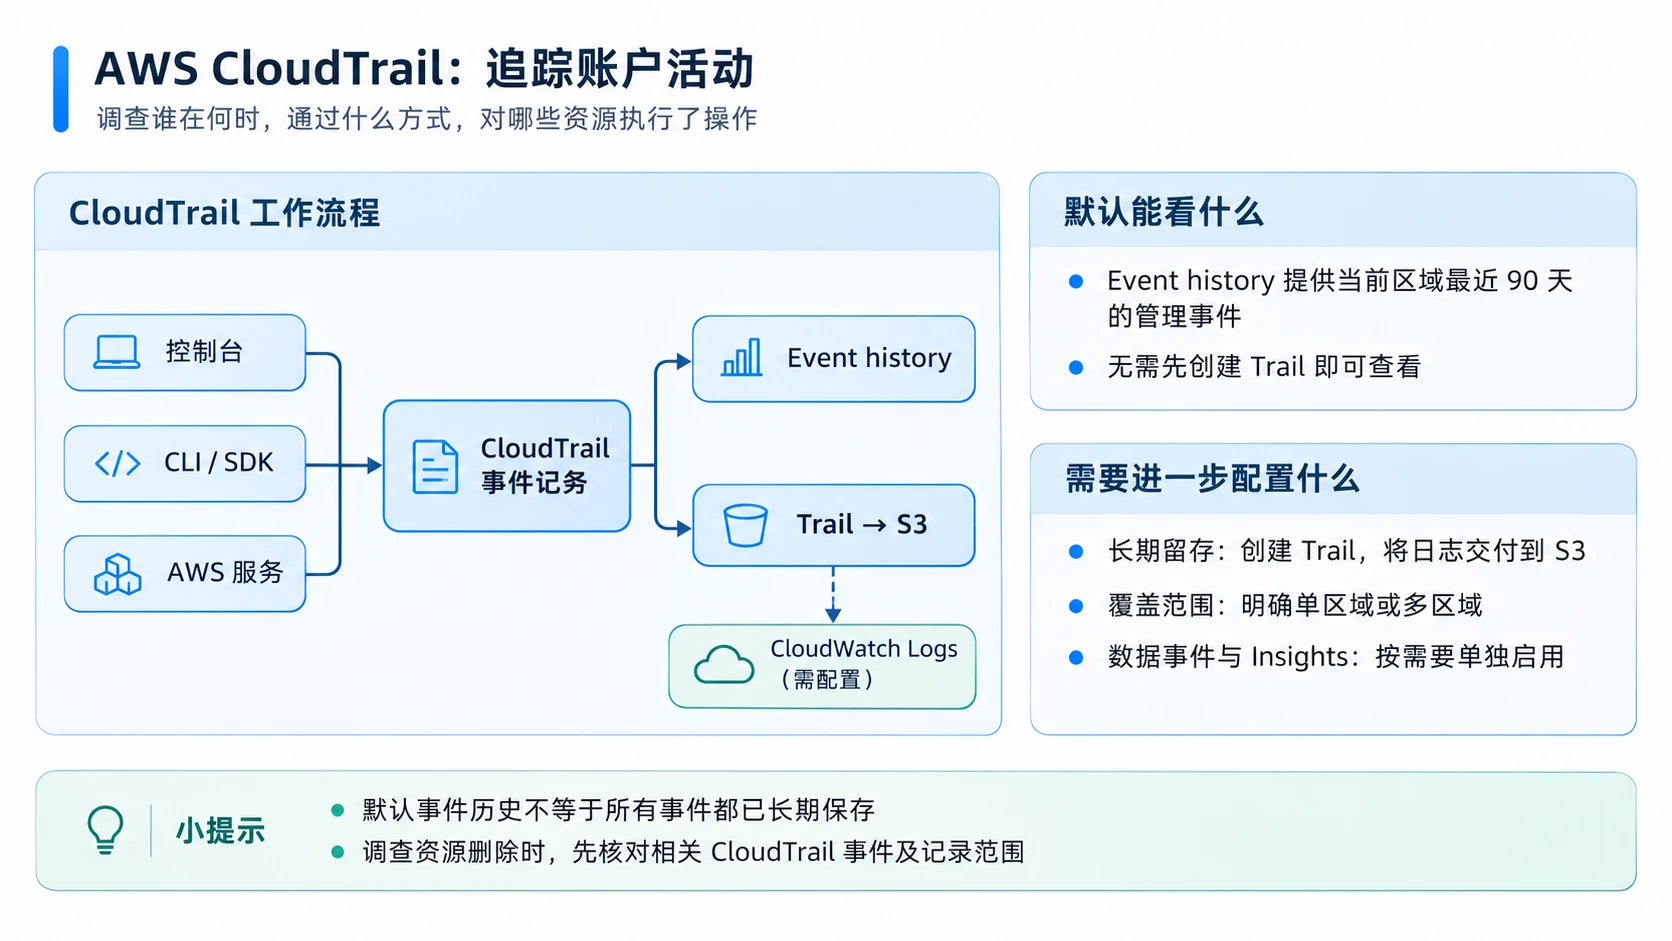 AWS CloudTrail：追踪账户活动
调查谁在何时，通过什么方式，对哪些资源执行了操作
CloudTrail 工作流程
控制台
CLI / SDK
AWS 服务
CloudTrail
事件记务
Event history
Trail → S3
CloudWatch Logs
（需配置）
默认能看什么
Event history 提供当前区域最近 90 天
的管理事件
无需先创建 Trail 即可查看
需要进一步配置什么
长期留存：创建 Trail，将日志交付到 S3
覆盖范围：明确单区域或多区域
数据事件与 Insights：按需要单独启用
小提示
默认事件历史不等于所有事件都已长期保存
调查资源删除时，先核对相关 CloudTrail 事件及记录范围